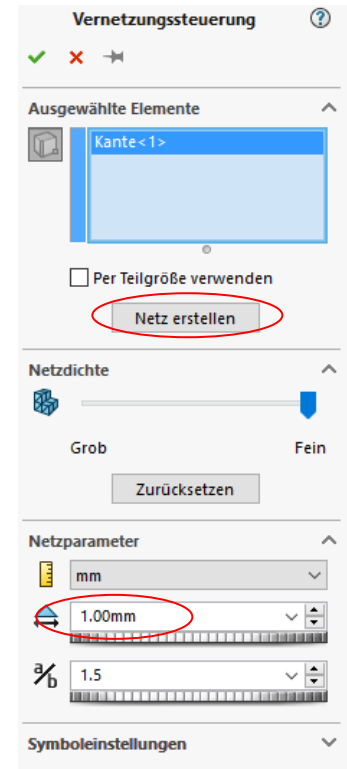 Vernetzungssteuerung
Ausgewählte Elemente
Kante<1>
Per Teilgröße verwenden
Netz erstellen
Netzdichte
Grob Fein
Zurücksetzen
Netzparameter
mm
1.00mm
a/b 1.5
Symboleinstellungen